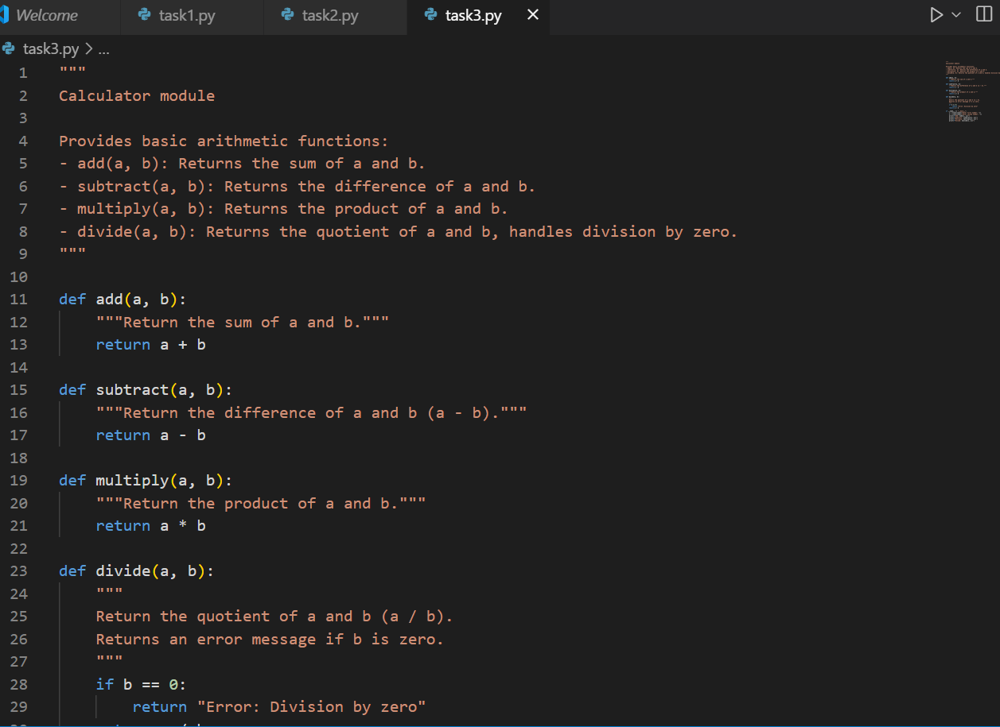 Welcome task1.py task2.py task3.py
task3.py > ...
1 """
2 Calculator module
3
4 Provides basic arithmetic functions:
5 - add(a, b): Returns the sum of a and b.
6 - subtract(a, b): Returns the difference of a and b.
7 - multiply(a, b): Returns the product of a and b.
8 - divide(a, b): Returns the quotient of a and b, handles division by zero.
9 """
10
11 def add(a, b):
12     """Return the sum of a and b."""
13     return a + b
14
15 def subtract(a, b):
16     """Return the difference of a and b (a - b)."""
17     return a - b
18
19 def multiply(a, b):
20     """Return the product of a and b."""
21     return a * b
22
23 def divide(a, b):
24     """
25     Return the quotient of a and b (a / b).
26     Returns an error message if b is zero.
27     """
28     if b == 0:
29         return "Error: Division by zero"